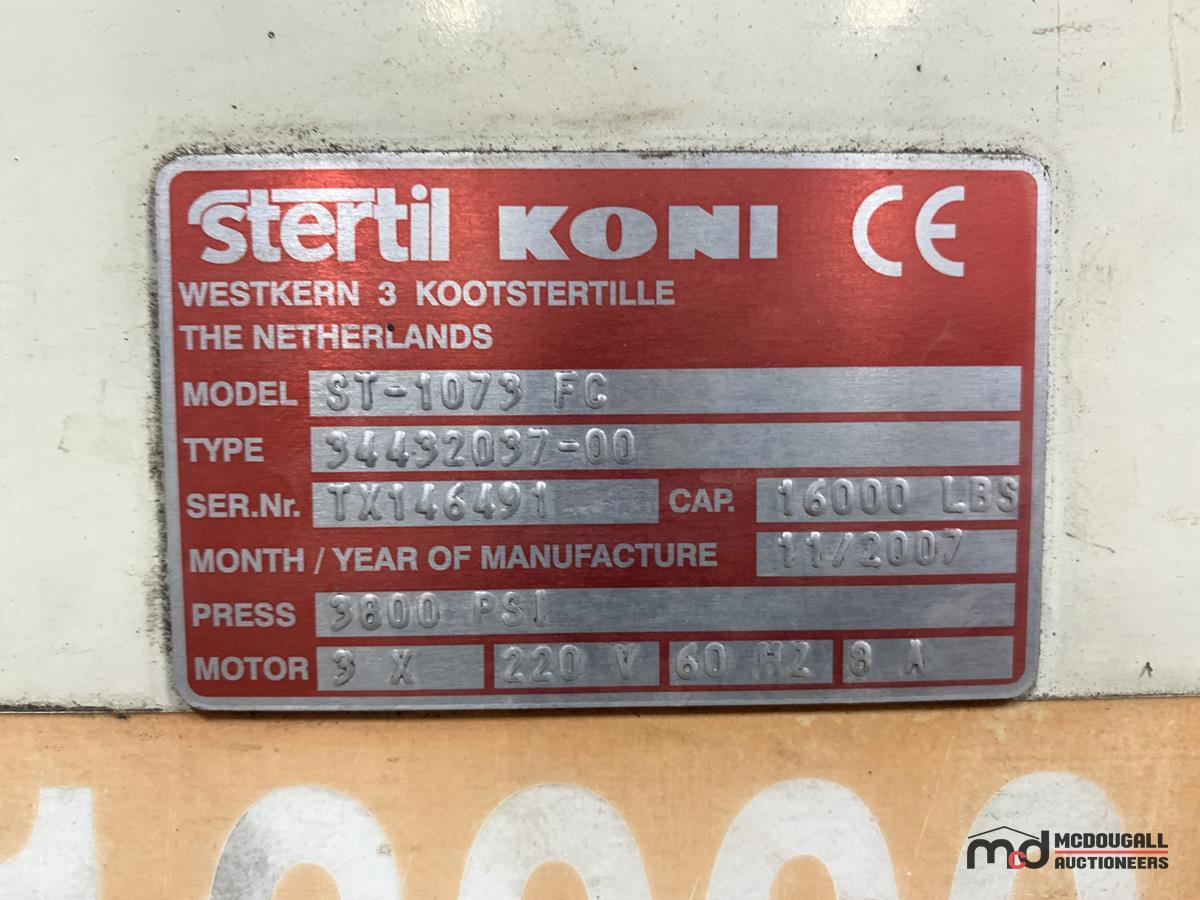 stertil KONI CE
WESTKERN 3 KOOTSTERTILLE
THE NETHERLANDS
MODEL ST-1073 FC
TYPE 34432037-00
SER.Nr. TX146491 CAP. 16000 LBS
MONTH / YEAR OF MANUFACTURE 11/2007
PRESS 3800 PSI
MOTOR 3 X 220 V 60 HZ 8 A
mcd MCDOUGALL
AUCTIONEERS